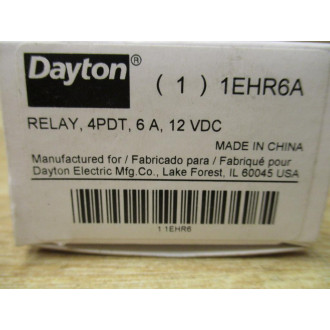 Dayton®
( 1 ) 1EHR6A
RELAY, 4PDT, 6 A, 12 VDC
MADE IN CHINA
Manufactured for / Fabricado para / Fabriqué pour
Dayton Electric Mfg.Co., Lake Forest, IL 60045 USA
1 1EHR6